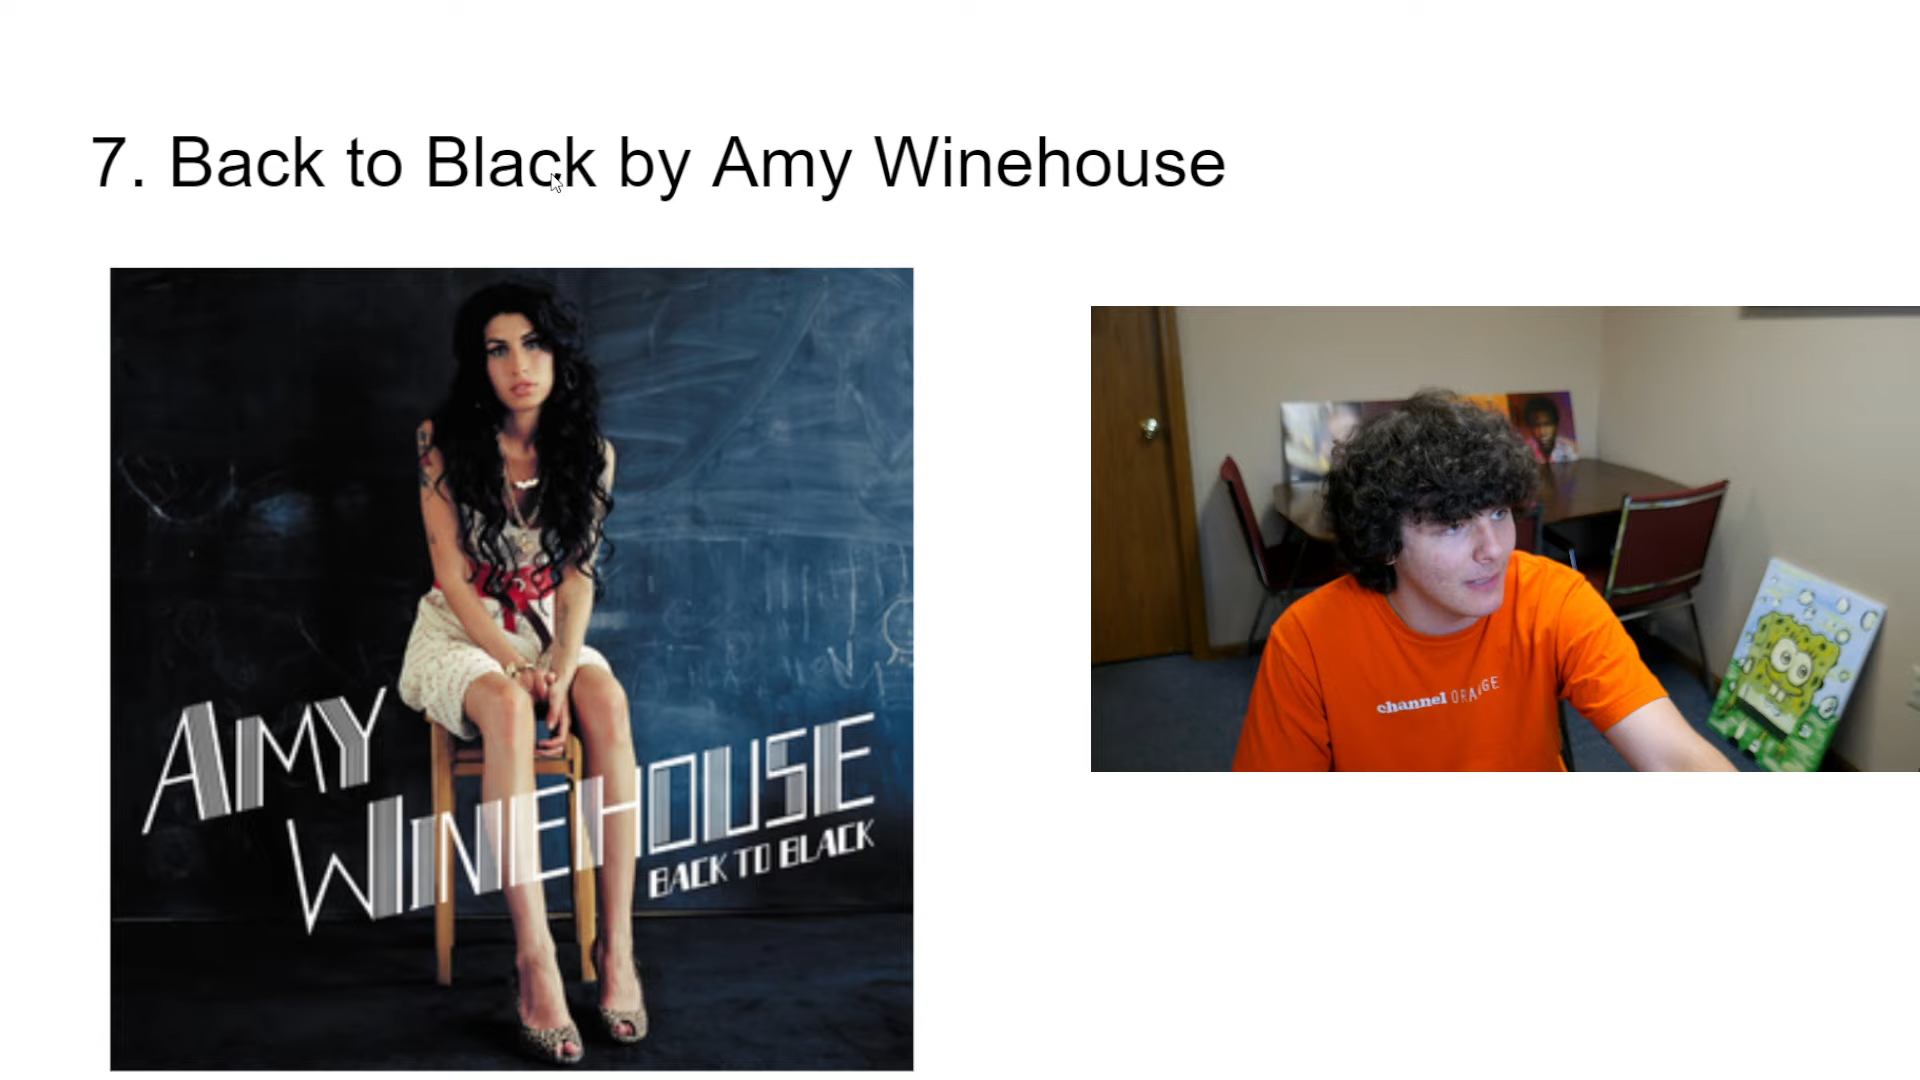 7. Back to Black by Amy Winehouse
AMY
WINEHOUSE
BACK TO BLACK
channel ORANGE